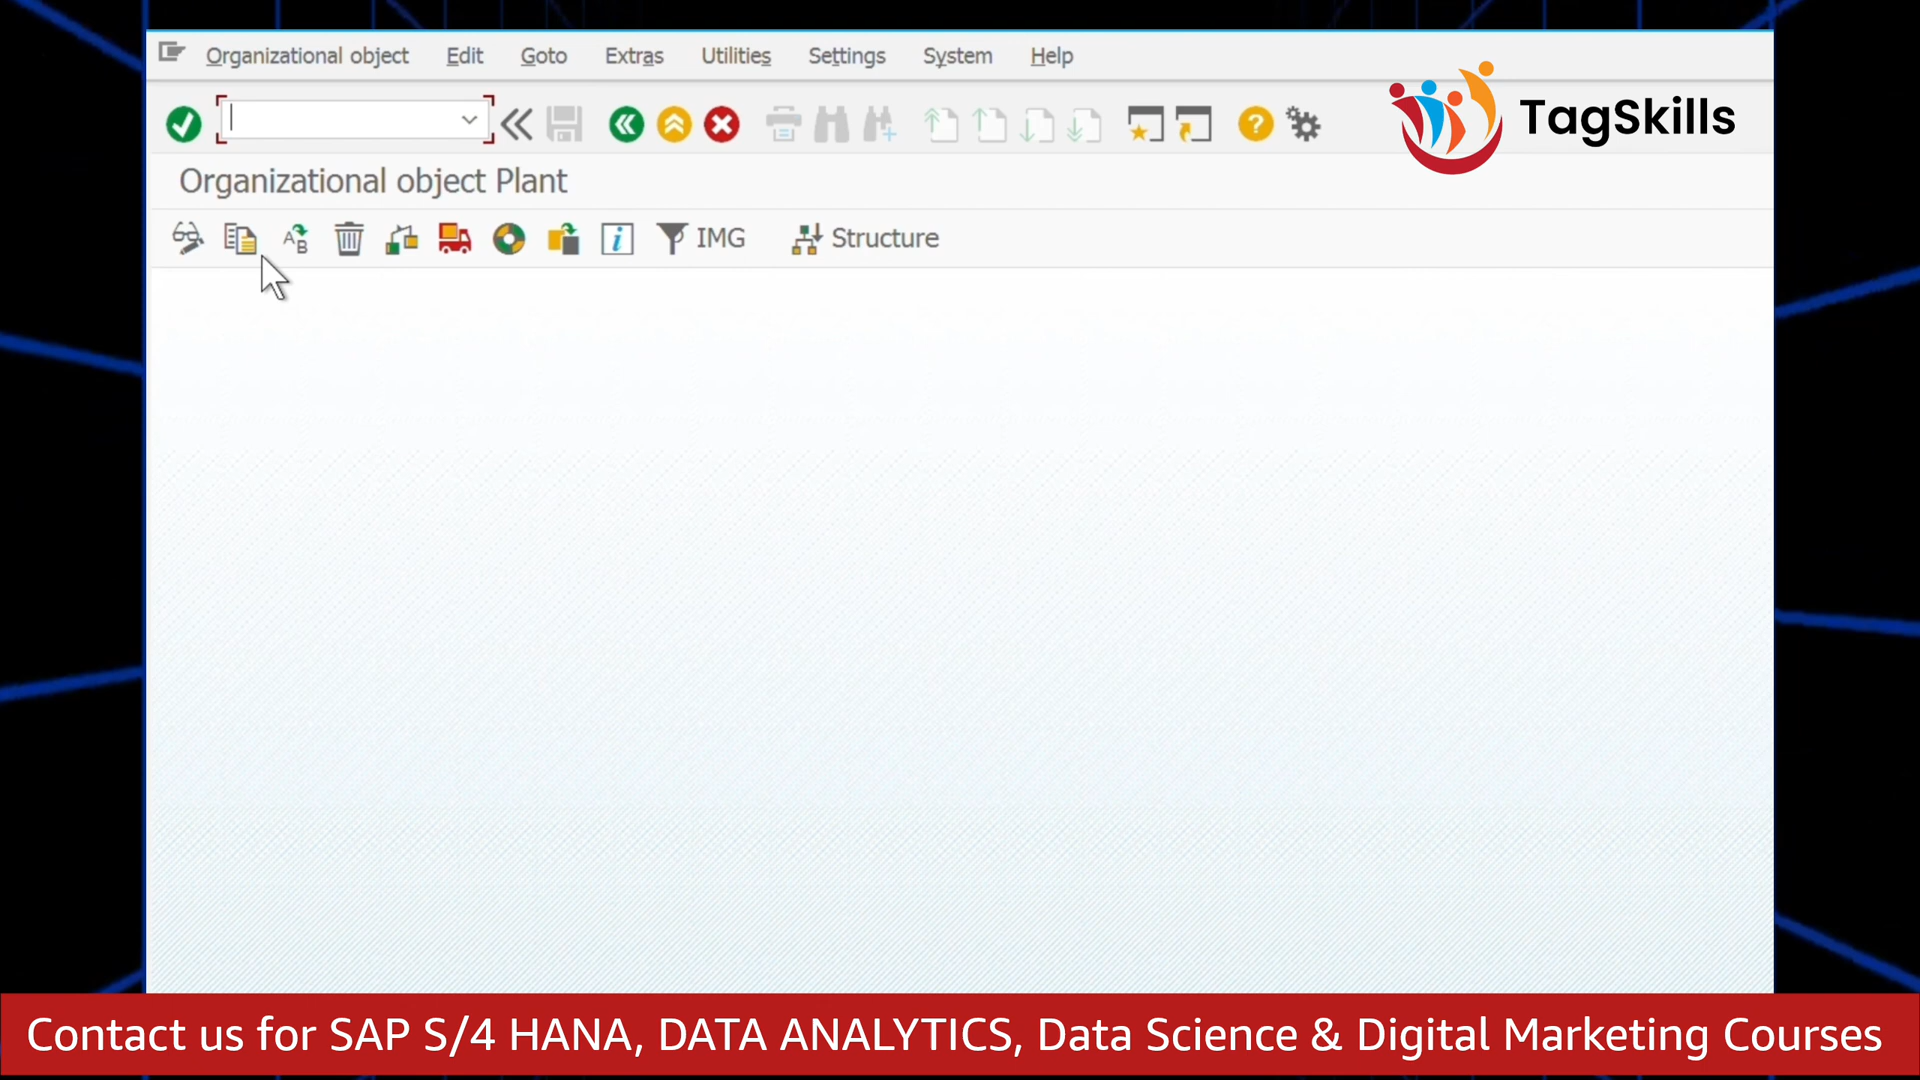 Organizational object Edit Goto Extras Utilities Settings System Help
TagSkills
Organizational object Plant
IMG Structure
Contact us for SAP S/4 HANA, DATA ANALYTICS, Data Science & Digital Marketing Courses